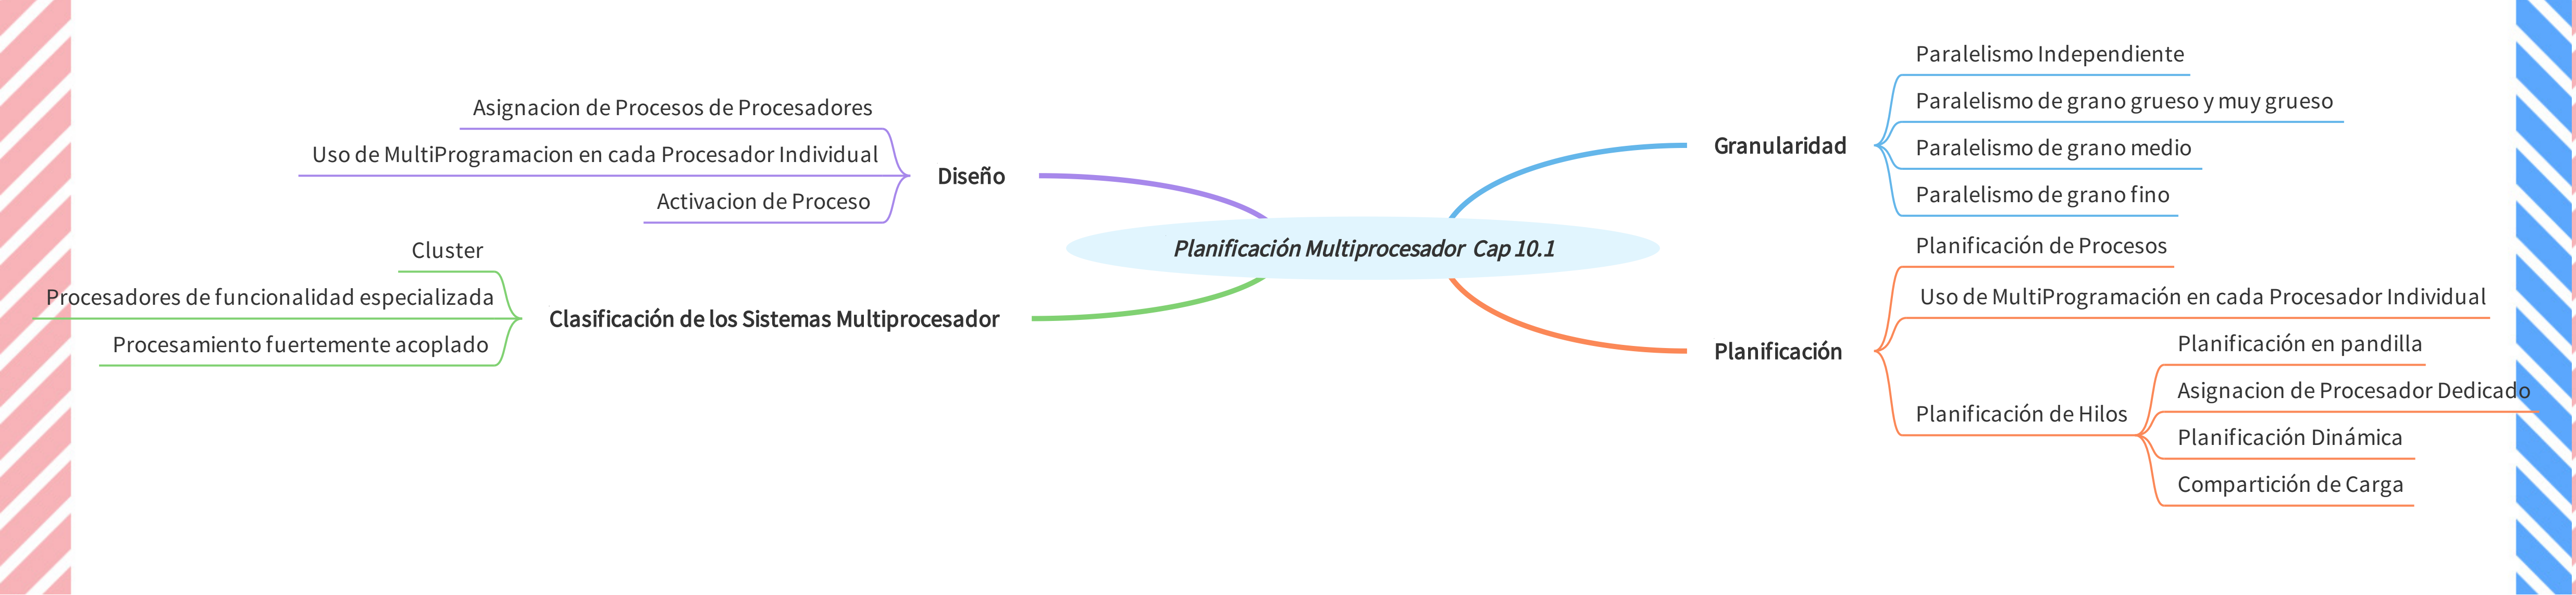 Planificación Multiprocesador Cap 10.1
Diseño
Asignacion de Procesos de Procesadores
Uso de MultiProgramacion en cada Procesador Individual
Activacion de Proceso
Clasificación de los Sistemas Multiprocesador
Cluster
Procesadores de funcionalidad especializada
Procesamiento fuertemente acoplado
Granularidad
Paralelismo Independiente
Paralelismo de grano grueso y muy grueso
Paralelismo de grano medio
Paralelismo de grano fino
Planificación
Planificación de Procesos
Uso de MultiProgramación en cada Procesador Individual
Planificación de Hilos
Planificación en pandilla
Asignacion de Procesador Dedicado
Planificación Dinámica
Compartición de Carga